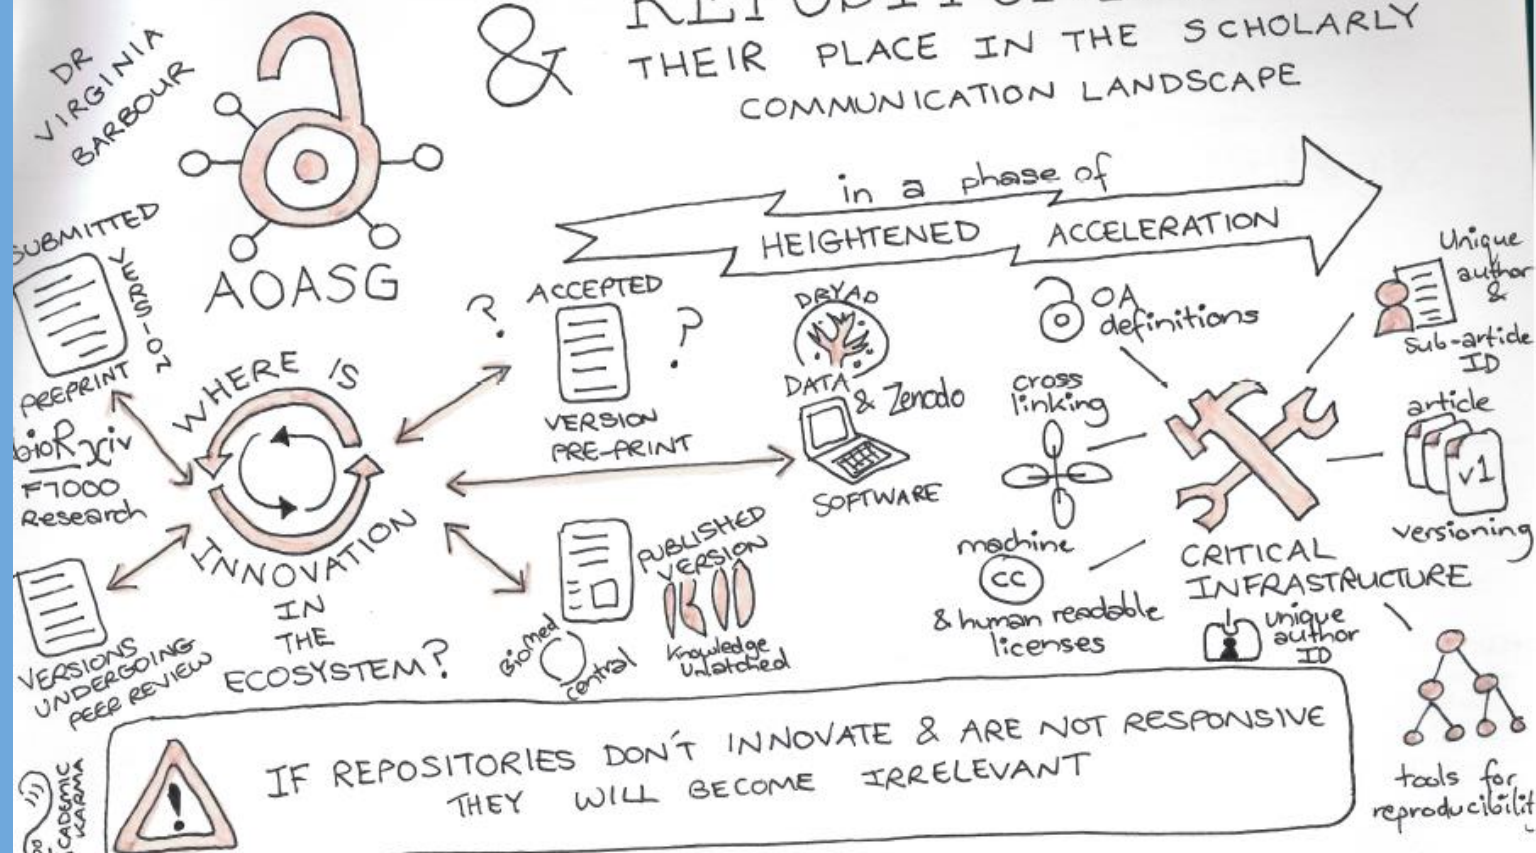 DR
VIRGINIA
BARBOUR
AOASG
&
THEIR PLACE IN THE SCHOLARLY
COMMUNICATION LANDSCAPE
in a phase of
HEIGHTENED ACCELERATION
SUBMITTED
VERSION
PREPRINT
bioRxiv
F1000
Research
VERSIONS
UNDERGOING
PEER REVIEW
WHERE IS
INNOVATION
IN
THE
ECOSYSTEM?
?
ACCEPTED
?
VERSION
PRE-PRINT
DRYAD
DATA
& Zenodo
SOFTWARE
PUBLISHED
VERSION
BioMed
central
Knowledge
Unlatched
OA
definitions
cross
linking
machine
cc
& human readable
licenses
CRITICAL
INFRASTRUCTURE
unique
author
ID
Unique
author
&
Sub-article
ID
article
v1
versioning
tools for
reproducibilit
!
IF REPOSITORIES DON'T INNOVATE & ARE NOT RESPONSIVE
THEY WILL BECOME IRRELEVANT
CADEMIC
KARMA